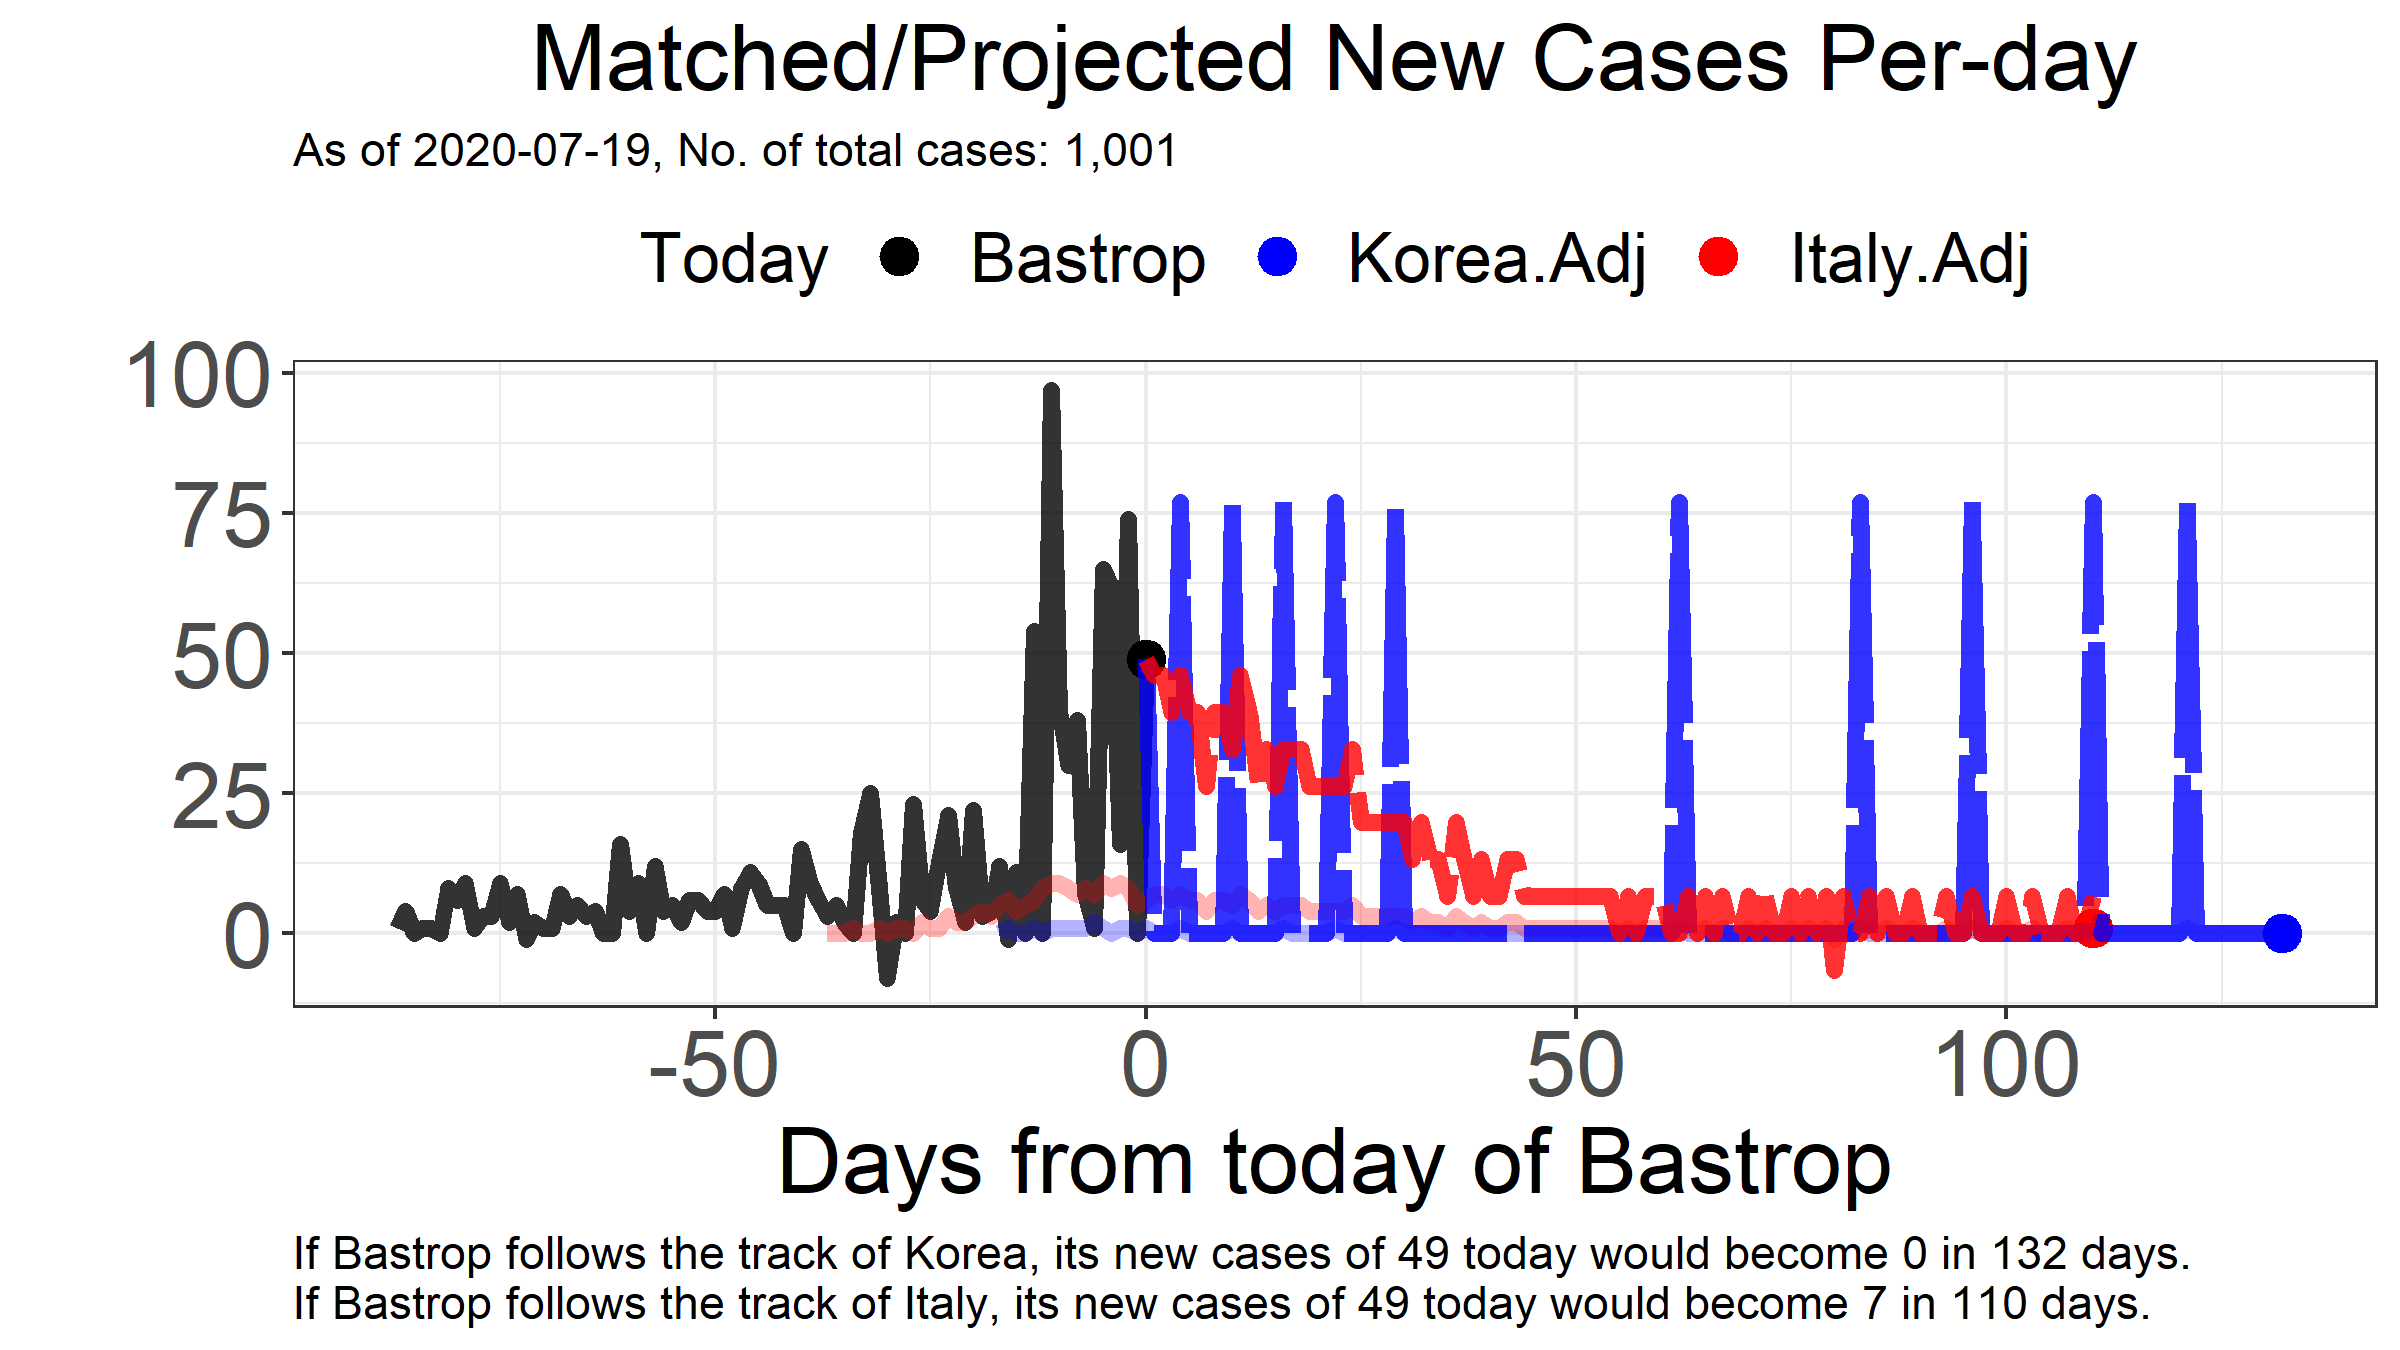 Matched/Projected New Cases Per-day
As of 2020-07-19, No. of total cases: 1,001
Today Bastrop Korea.Adj Italy.Adj
100
75
50
25
0
-50 0 50 100
Days from today of Bastrop
If Bastrop follows the track of Korea, its new cases of 49 today would become 0 in 132 days.
If Bastrop follows the track of Italy, its new cases of 49 today would become 7 in 110 days.